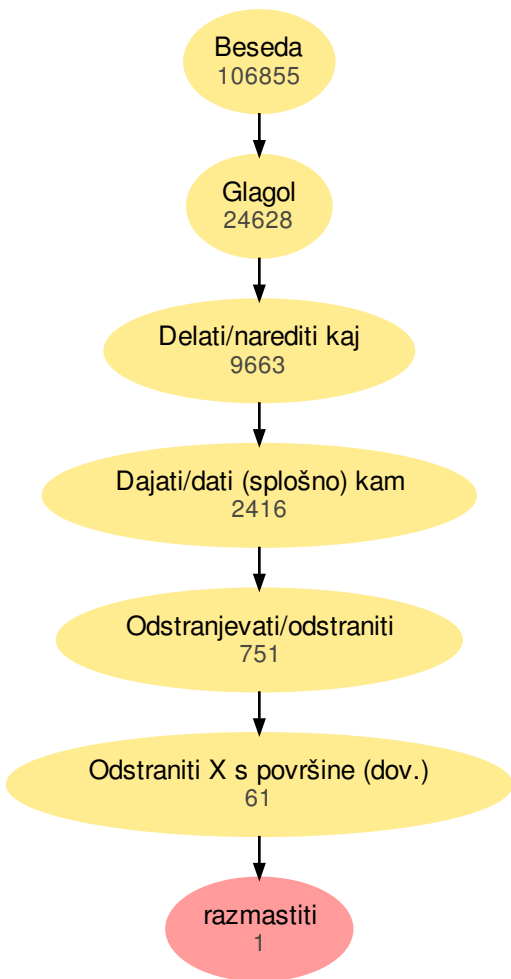 Beseda
106855
Glagol
24628
Delati/narediti kaj
9663
Dajati/dati (splošno) kam
2416
Odstranjevati/odstraniti
751
Odstraniti X s površine (dov.)
61
razmastiti
1